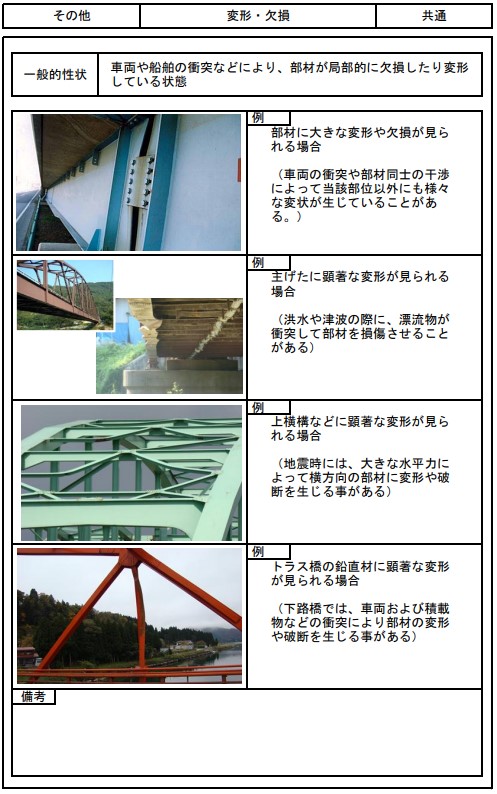 その他
変形・欠損
共通
一般的性状
車両や船舶の衝突などにより、部材が局部的に欠損したり変形
している状態
例
部材に大きな変形や欠損が見ら
れる場合
（車両の衝突や部材同士の干渉
によって当該部位以外にも様々
な変状が生じていることがあ
る。）
例
主げたに顕著な変形が見られる
場合
（洪水や津波の際に、漂流物が
衝突して部材を損傷させること
がある）
例
上横構などに顕著な変形が見ら
れる場合
（地震時には、大きな水平力に
よって横方向の部材に変形や破
断を生じる事がある）
例
トラス橋の鉛直材に顕著な変形
が見られる場合
（下路橋では、車両および積載
物などの衝突により部材の変形
や破断を生じる事がある）
備考